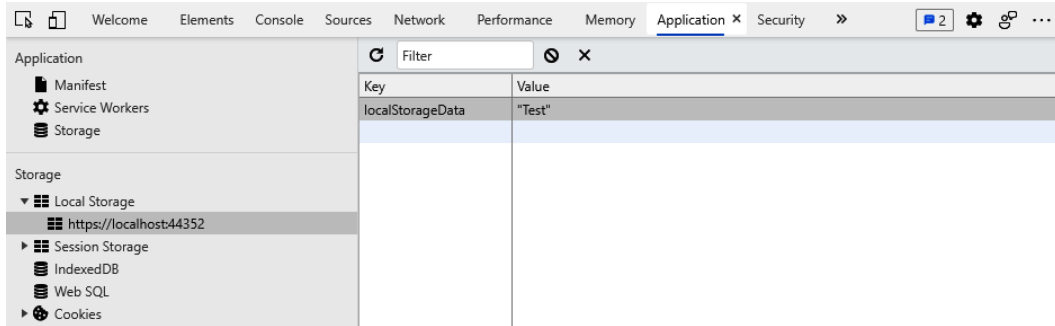 Welcome Elements Console Sources Network Performance Memory Application × Security » 2 ...
Application
Manifest
Service Workers
Storage
Storage
Local Storage
https://localhost:44352
Session Storage
IndexedDB
Web SQL
Cookies
Filter
Key Value
localStorageData "Test"